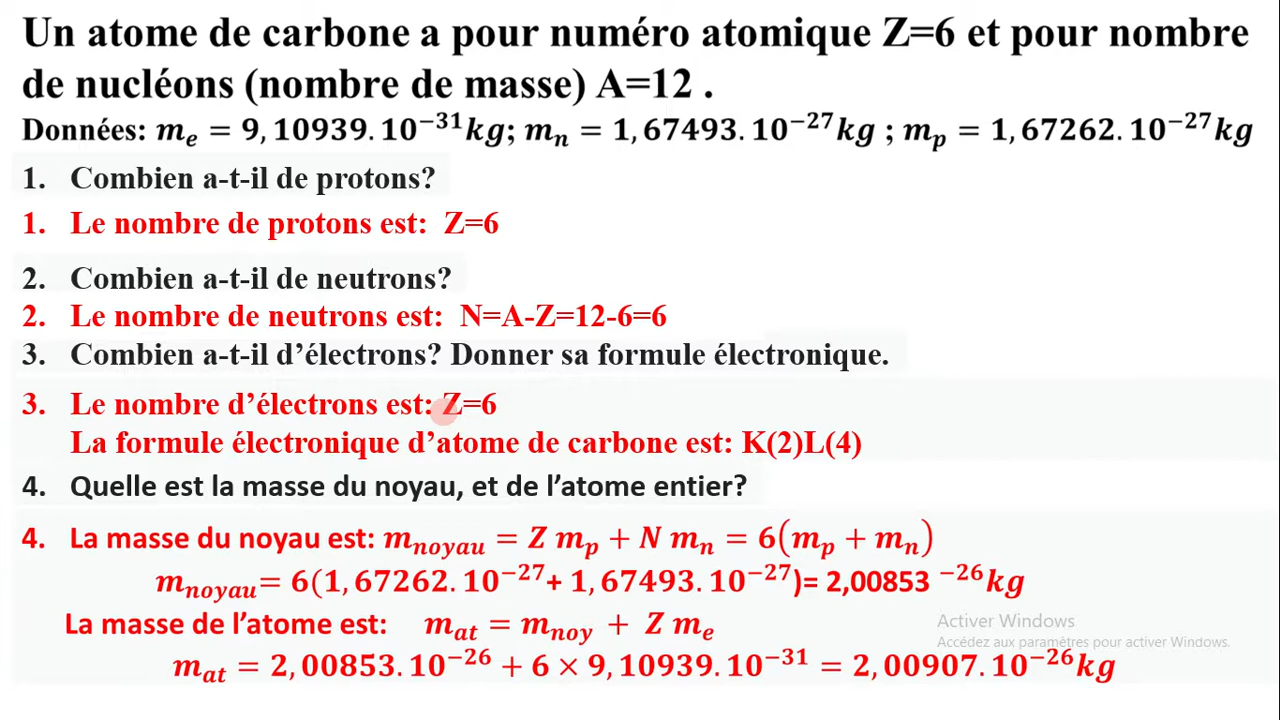 Un atome de carbone a pour numéro atomique Z=6 et pour nombre
de nucléons (nombre de masse) A=12 .
Données: mₑ = 9,10939.10⁻³¹kg; mₙ = 1,67493.10⁻²⁷kg ; mₚ = 1,67262.10⁻²⁷kg
1. Combien a-t-il de protons?
1. Le nombre de protons est: Z=6
2. Combien a-t-il de neutrons?
2. Le nombre de neutrons est: N=A-Z=12-6=6
3. Combien a-t-il d’électrons? Donner sa formule électronique.
3. Le nombre d’électrons est: Z=6
La formule électronique d’atome de carbone est: K(2)L(4)
4. Quelle est la masse du noyau, et de l’atome entier?
4. La masse du noyau est: m_noyau = Z mₚ + N mₙ = 6(mₚ + mₙ)
m_noyau= 6(1,67262.10⁻²⁷+ 1,67493.10⁻²⁷)= 2,00853 ⁻²⁶kg
La masse de l’atome est: m_at = m_noy + Z mₑ
m_at = 2,00853.10⁻²⁶ + 6 × 9,10939.10⁻³¹ = 2,00907.10⁻²⁶kg
Activer Windows
Accédez aux paramètres pour activer Windows.